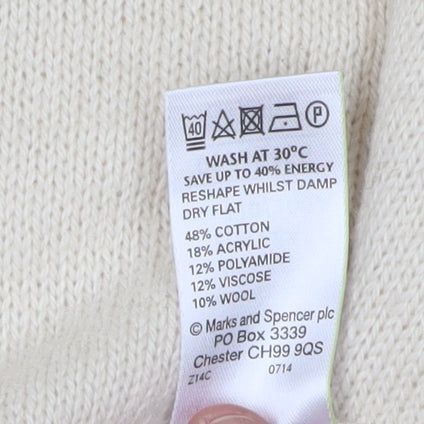 40 P
WASH AT 30°C
SAVE UP TO 40% ENERGY
RESHAPE WHILST DAMP
DRY FLAT
48% COTTON
18% ACRYLIC
12% POLYAMIDE
12% VISCOSE
10% WOOL
© Marks and Spencer plc
PO Box 3339
Chester CH99 9QS
Z14C 0714